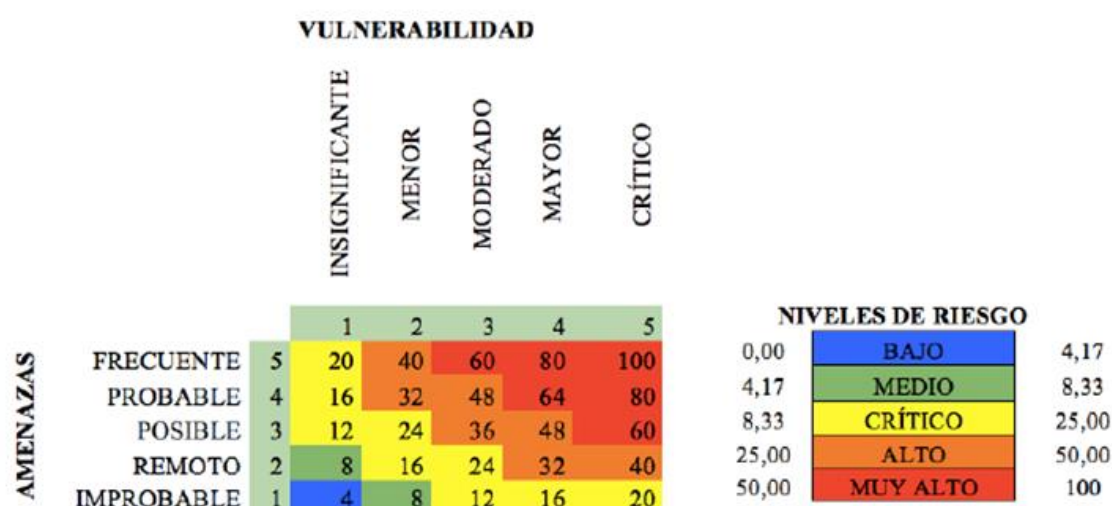 VULNERABILIDAD
INSIGNIFICANTE
MENOR
MODERADO
MAYOR
CRÍTICO
1 2 3 4 5
AMENAZAS
FRECUENTE 5 20 40 60 80 100
PROBABLE 4 16 32 48 64 80
POSIBLE 3 12 24 36 48 60
REMOTO 2 8 16 24 32 40
IMPROBABLE 1 4 8 12 16 20
NIVELES DE RIESGO
0,00 BAJO 4,17
4,17 MEDIO 8,33
8,33 CRÍTICO 25,00
25,00 ALTO 50,00
50,00 MUY ALTO 100